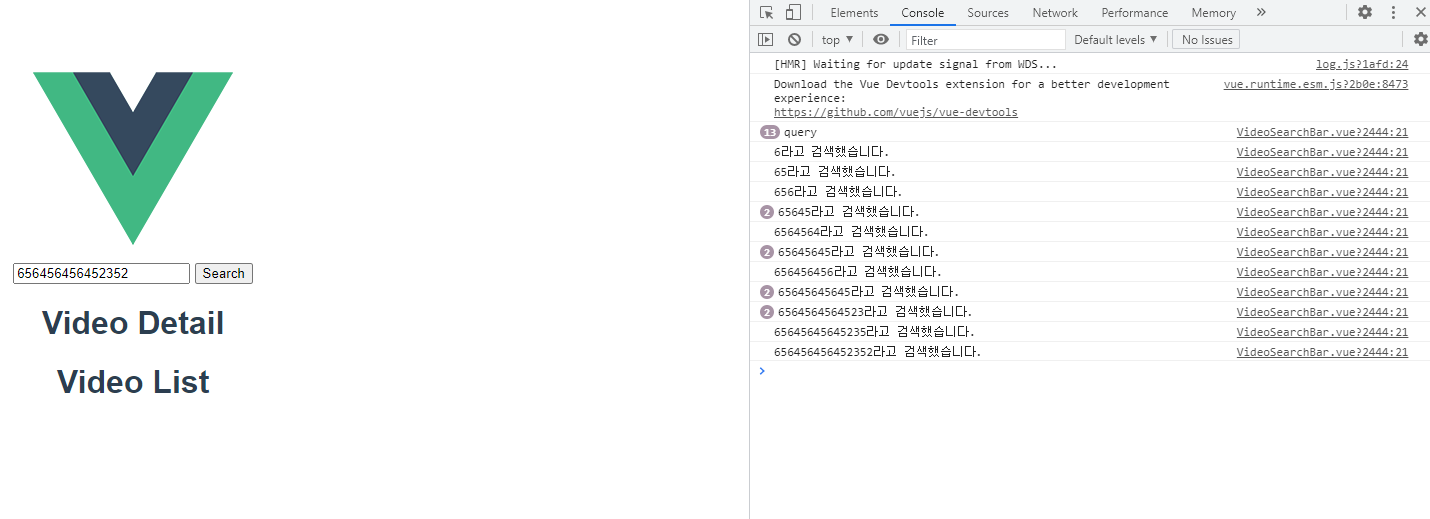 Elements Console Sources Network Performance Memory »
top ▼ Filter Default levels ▼ No Issues
[HMR] Waiting for update signal from WDS... log.js?1afd:24
Download the Vue Devtools extension for a better development vue.runtime.esm.js?2b0e:8473
experience:
https://github.com/vuejs/vue-devtools
13 query VideoSearchBar.vue?2444:21
6라고 검색했습니다. VideoSearchBar.vue?2444:21
65라고 검색했습니다. VideoSearchBar.vue?2444:21
656라고 검색했습니다. VideoSearchBar.vue?2444:21
2 65645라고 검색했습니다. VideoSearchBar.vue?2444:21
6564564라고 검색했습니다. VideoSearchBar.vue?2444:21
2 65645645라고 검색했습니다. VideoSearchBar.vue?2444:21
656456456라고 검색했습니다. VideoSearchBar.vue?2444:21
2 65645645645라고 검색했습니다. VideoSearchBar.vue?2444:21
2 6564564564523라고 검색했습니다. VideoSearchBar.vue?2444:21
65645645645235라고 검색했습니다. VideoSearchBar.vue?2444:21
656456456452352라고 검색했습니다. VideoSearchBar.vue?2444:21
656456456452352 Search
Video Detail
Video List